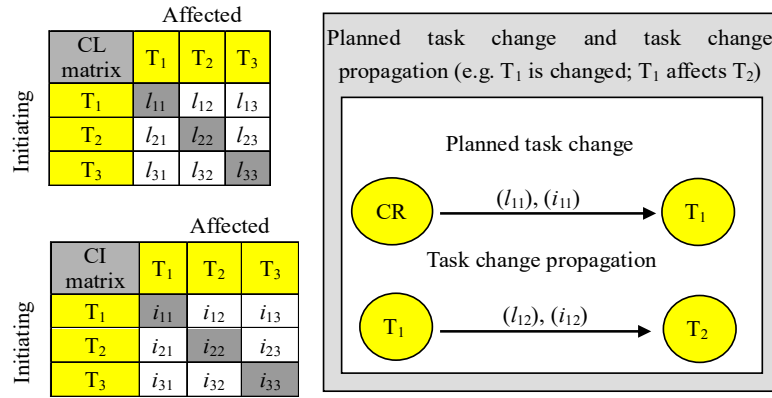 Affected
CL matrix T₁ T₂ T₃
Initiating
T₁ l₁₁ l₁₂ l₁₃
T₂ l₂₁ l₂₂ l₂₃
T₃ l₃₁ l₃₂ l₃₃
Affected
CI matrix T₁ T₂ T₃
Initiating
T₁ i₁₁ i₁₂ i₁₃
T₂ i₂₁ i₂₂ i₂₃
T₃ i₃₁ i₃₂ i₃₃
Planned task change and task change
propagation (e.g. T₁ is changed; T₁ affects T₂)
Planned task change
CR (l₁₁), (i₁₁) T₁
Task change propagation
T₁ (l₁₂), (i₁₂) T₂